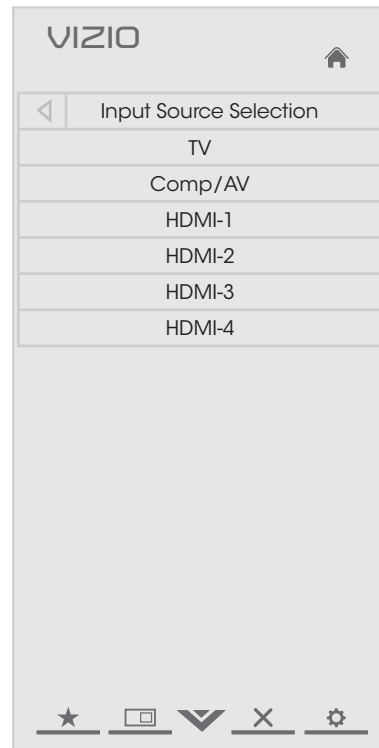 VIZIO
Input Source Selection
TV
Comp/AV
HDMI-1
HDMI-2
HDMI-3
HDMI-4